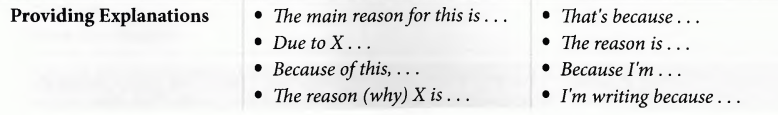 Providing Explanations
• The main reason for this is . . .
• Due to X . . .
• Because of this, . . .
• The reason (why) X is . . .
• That's because . . .
• The reason is . . .
• Because I'm . . .
• I'm writing because . . .